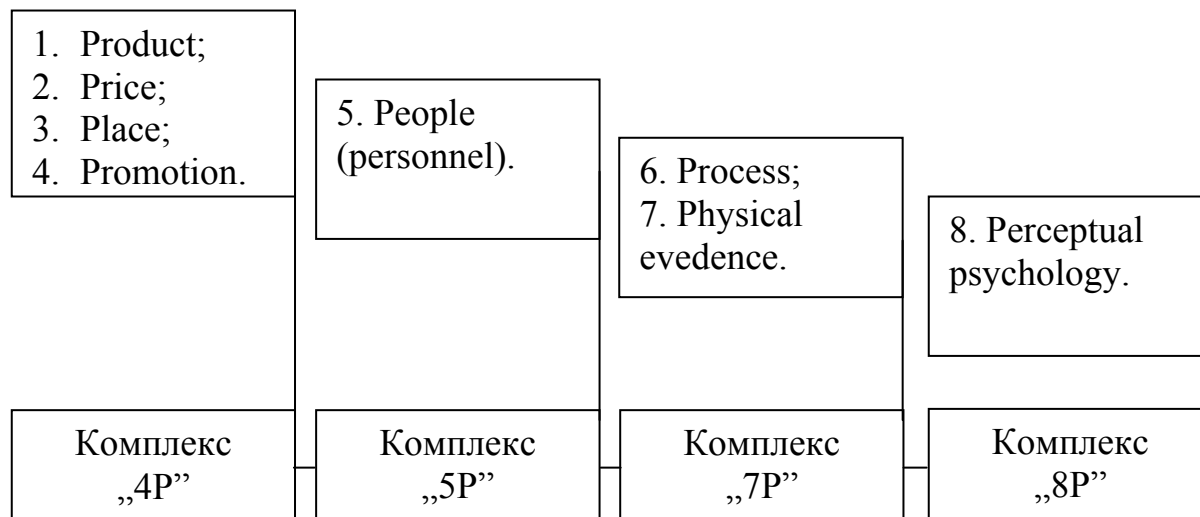 1. Product;
2. Price;
3. Place;
4. Promotion.
5. People
(personnel).
6. Process;
7. Physical
evedence.
8. Perceptual
psychology.
Комплекс
„4P”
Комплекс
„5P”
Комплекс
„7P”
Комплекс
„8P”